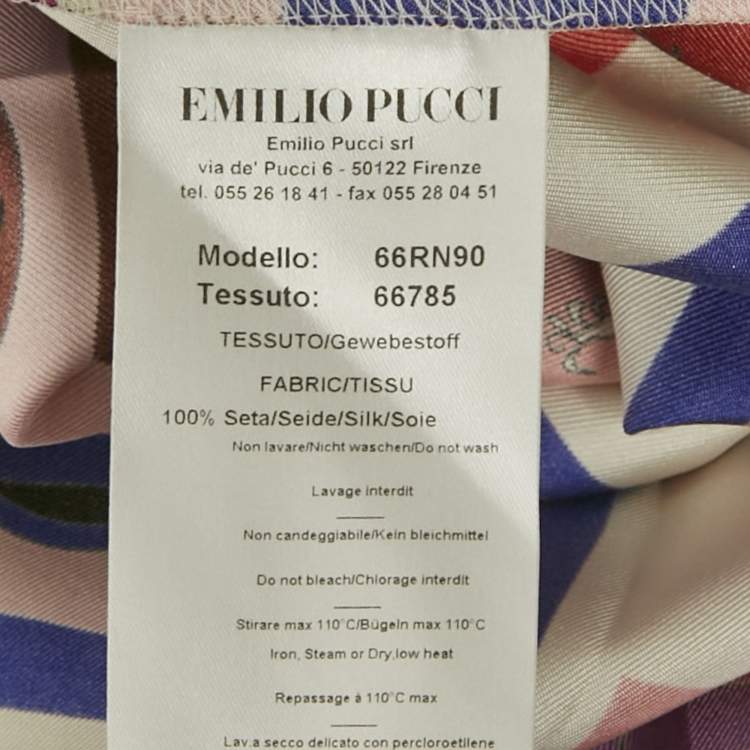 EMILIO PUCCI
Emilio Pucci srl
via de' Pucci 6 - 50122 Firenze
tel. 055 26 18 41 - fax 055 28 04 51
Modello: 66RN90
Tessuto: 66785
TESSUTO/Gewebestoff
FABRIC/TISSU
100% Seta/Seide/Silk/Soie
Non lavare/Nicht waschen/Do not wash
Lavage interdit
Non candeggiabile/Kein bleichmittel
Do not bleach/Chlorage interdit
Stirare max 110°C/Bügeln max 110°C
Iron, Steam or Dry,low heat
Repassage à 110°C max
Lav.a secco delicato con percloroetilene